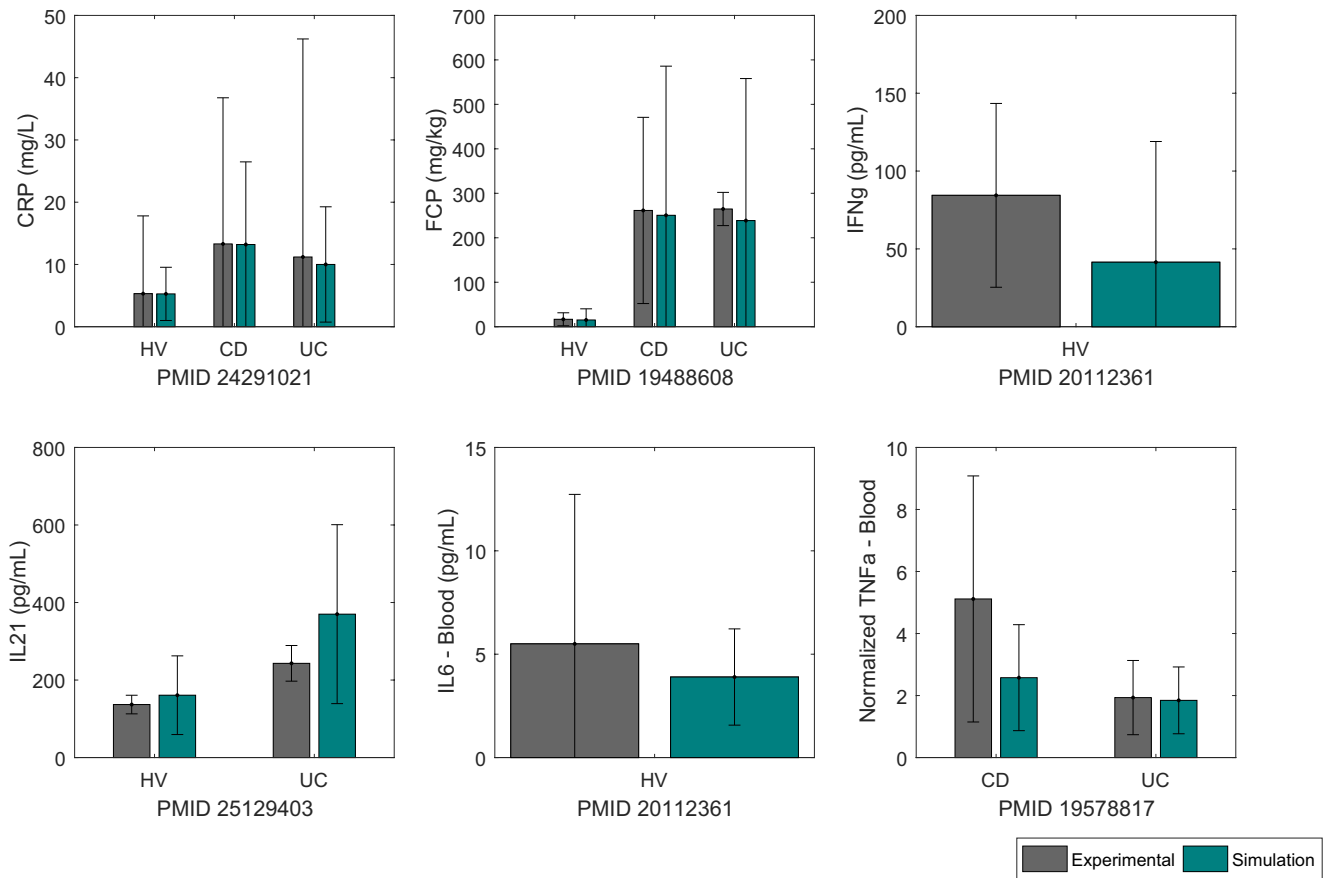 CRP (mg/L)
50
40
30
20
10
0
HV CD UC
PMID 24291021
FCP (mg/kg)
700
600
500
400
300
200
100
0
HV CD UC
PMID 19488608
IFNg (pg/mL)
200
150
100
50
0
HV
PMID 20112361
IL21 (pg/mL)
800
600
400
200
0
HV UC
PMID 25129403
IL6 - Blood (pg/mL)
15
10
5
0
HV
PMID 20112361
Normalized TNFa - Blood
10
8
6
4
2
0
CD UC
PMID 19578817
Experimental Simulation